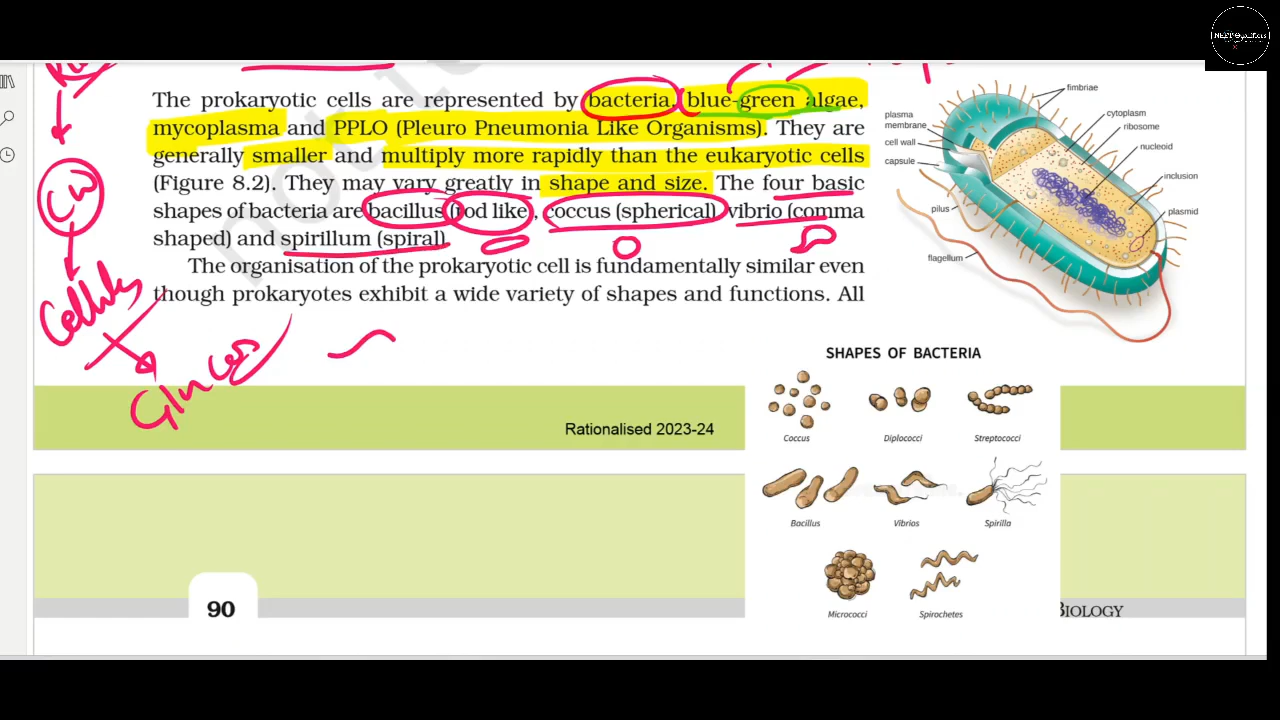 The prokaryotic cells are represented by bacteria, blue-green algae,
mycoplasma and PPLO (Pleuro Pneumonia Like Organisms). They are
generally smaller and multiply more rapidly than the eukaryotic cells
(Figure 8.2). They may vary greatly in shape and size. The four basic
shapes of bacteria are bacillus (rod like), coccus (spherical), vibrio (comma
shaped) and spirillum (spiral).
The organisation of the prokaryotic cell is fundamentally similar even
though prokaryotes exhibit a wide variety of shapes and functions. All
CW
Rationalised 2023-24
90
BIOLOGY
fimbriae
plasma
membrane
cytoplasm
ribosome
cell wall
nucleoid
capsule
inclusion
pilus
plasmid
flagellum
SHAPES OF BACTERIA
Coccus
Diplococci
Streptococci
Bacillus
Vibrios
Spirilla
Micrococci
Spirochetes